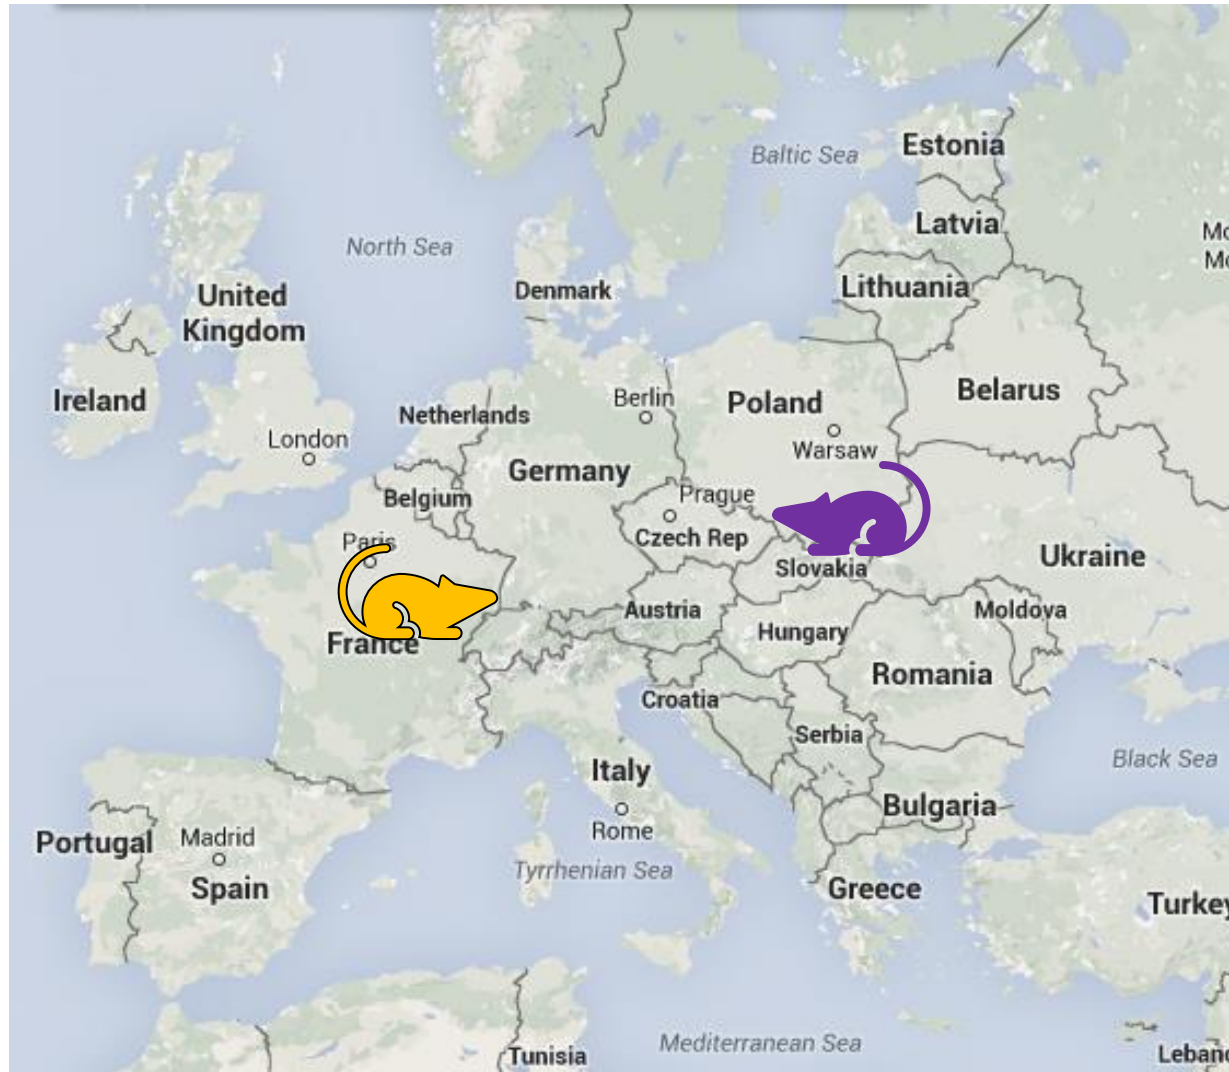 Baltic Sea
Estonia
Latvia
North Sea
Lithuania
Denmark
United
Kingdom
Ireland
Belarus
Berlin
Poland
Netherlands
London
Warsaw
Germany
Belgium
Prague
Czech Rep
Paris
Ukraine
Slovakia
Austria
Moldova
Hungary
France
Romania
Croatia
Serbia
Black Sea
Italy
Bulgaria
Rome
Portugal
Madrid
Tyrrhenian Sea
Spain
Greece
Turkey
Mediterranean Sea
Tunisia